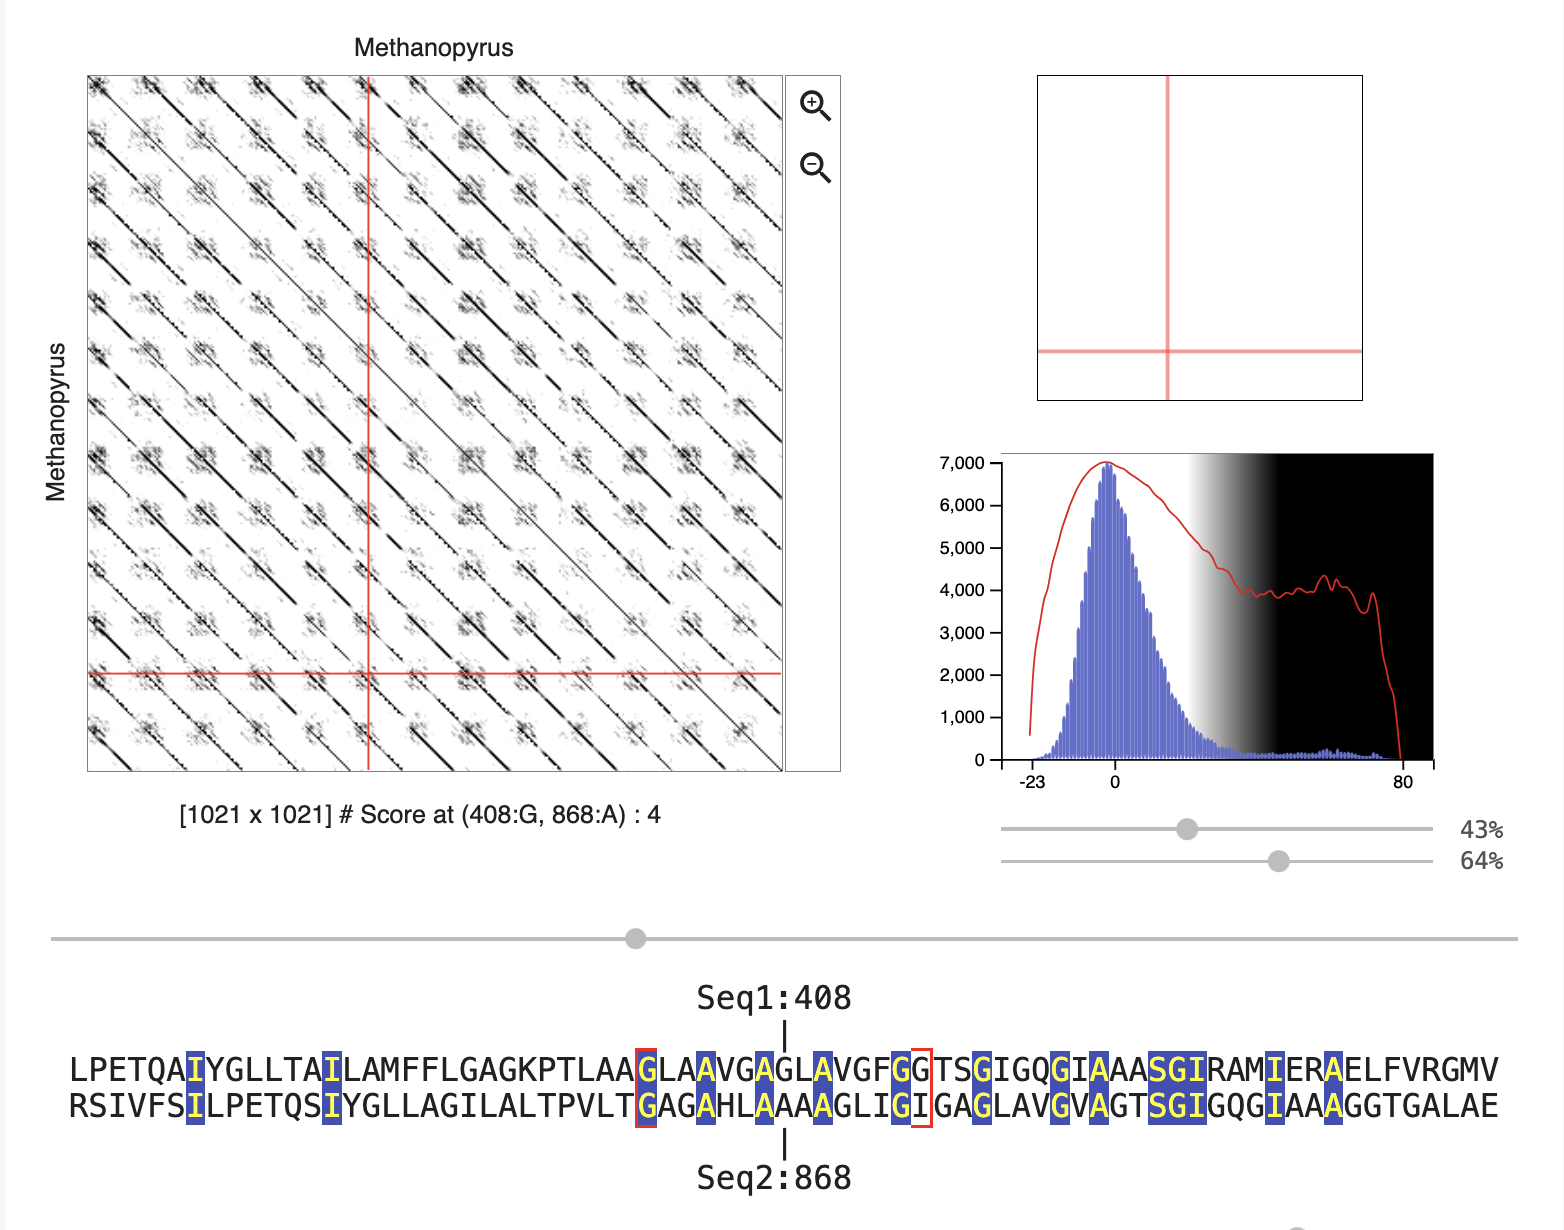 Methanopyrus
Methanopyrus
[1021 x 1021] # Score at (408:G, 868:A) : 4
7,000
6,000
5,000
4,000
3,000
2,000
1,000
0
-23 0 80
43%
64%
Seq1:408
LPETQAIYGLLTAILAMFFLGAGKPTLAAGLAAVGAGLAVGFGGTSGIGQGIAAASGIRAMIERAELFVRGMV
RSIVFSILPETQSIYGLLAGILALTPVLTGAGAHLAAAAGLIGIGAGLAVGVAGTSGIGQGIAAAGGTGALAE
Seq2:868